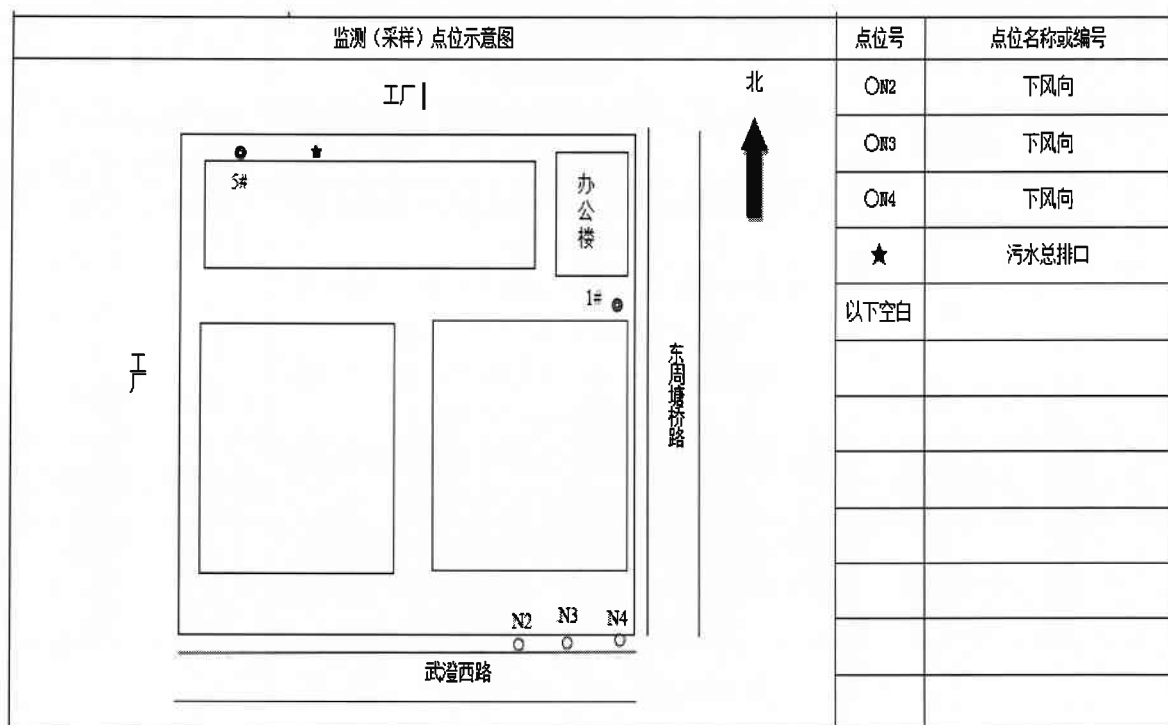 监测（采样）点位示意图
点位号
点位名称或编号
工厂
北
○N2
下风向
○N3
下风向
5#
办公楼
○N4
下风向
★
污水总排口
1#
以下空白
工厂
东周塘桥路
N2
N3
N4
武澄西路